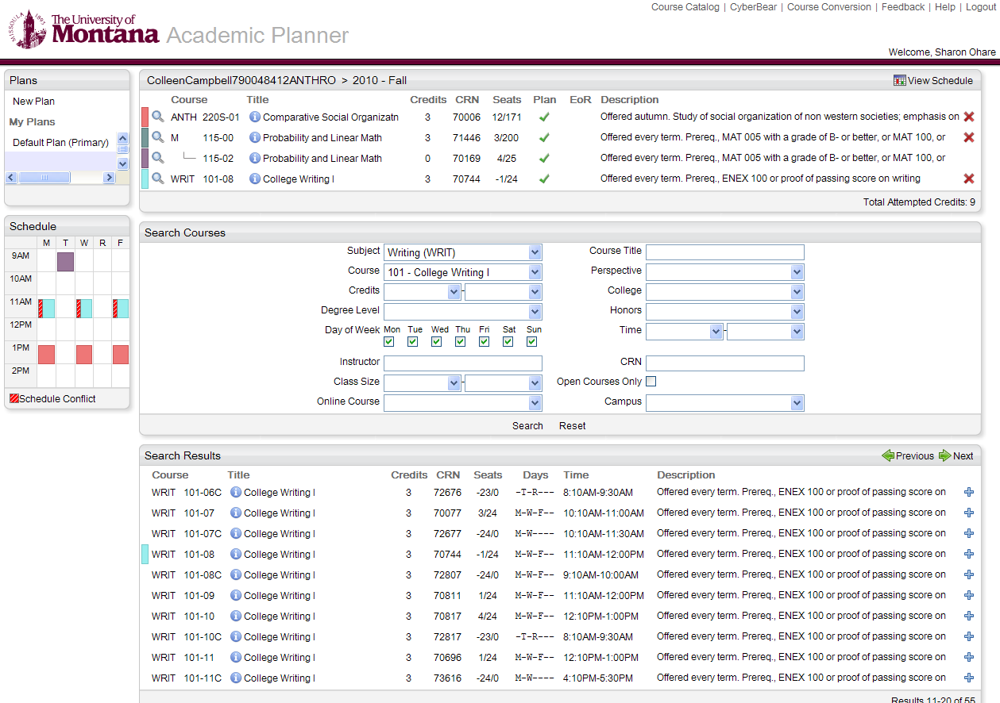 Course Catalog | CyberBear | Course Conversion | Feedback | Help | Logout
MISSOULA 1893
The University of
Montana Academic Planner
Welcome, Sharon Ohare
Plans
New Plan
My Plans
Default Plan (Primary)
Schedule
M T W R F
9AM
10AM
11AM
12PM
1PM
2PM
Schedule Conflict
ColleenCampbell790048412ANTHRO > 2010 - Fall View Schedule
Course Title Credits CRN Seats Plan EoR Description
ANTH 220S-01 Comparative Social Organizatn 3 70006 12/171 Offered autumn. Study of social organization of non western societies; emphasis on
M 115-00 Probability and Linear Math 3 71446 3/200 Offered every term. Prereq., MAT 005 with a grade of B- or better, or MAT 100, or
115-02 Probability and Linear Math 0 70169 4/25 Offered every term. Prereq., MAT 005 with a grade of B- or better, or MAT 100, or
WRIT 101-08 College Writing I 3 70744 -1/24 Offered every term. Prereq., ENEX 100 or proof of passing score on writing
Total Attempted Credits: 9
Search Courses
Subject Writing (WRIT) Course Title
Course 101 - College Writing I Perspective
Credits - College
Degree Level Honors
Day of Week Mon Tue Wed Thu Fri Sat Sun Time -
Instructor CRN
Class Size - Open Courses Only
Online Course Campus
Search Reset
Search Results Previous Next
Course Title Credits CRN Seats Days Time Description
WRIT 101-06C College Writing I 3 72676 -23/0 -T-R--- 8:10AM-9:30AM Offered every term. Prereq., ENEX 100 or proof of passing score on
WRIT 101-07 College Writing I 3 70077 3/24 M-W-F-- 10:10AM-11:00AM Offered every term. Prereq., ENEX 100 or proof of passing score on
WRIT 101-07C College Writing I 3 72677 -24/0 M-W---- 10:10AM-11:30AM Offered every term. Prereq., ENEX 100 or proof of passing score on
WRIT 101-08 College Writing I 3 70744 -1/24 M-W-F-- 11:10AM-12:00PM Offered every term. Prereq., ENEX 100 or proof of passing score on
WRIT 101-08C College Writing I 3 72807 -24/0 M-W-F-- 9:10AM-10:00AM Offered every term. Prereq., ENEX 100 or proof of passing score on
WRIT 101-09 College Writing I 3 70811 1/24 M-W-F-- 11:10AM-12:00PM Offered every term. Prereq., ENEX 100 or proof of passing score on
WRIT 101-10 College Writing I 3 70817 4/24 M-W-F-- 12:10PM-1:00PM Offered every term. Prereq., ENEX 100 or proof of passing score on
WRIT 101-10C College Writing I 3 72817 -23/0 -T-R--- 8:10AM-9:30AM Offered every term. Prereq., ENEX 100 or proof of passing score on
WRIT 101-11 College Writing I 3 70696 1/24 M-W-F-- 12:10PM-1:00PM Offered every term. Prereq., ENEX 100 or proof of passing score on
WRIT 101-11C College Writing I 3 73616 -24/0 M-W---- 4:10PM-5:30PM Offered every term. Prereq., ENEX 100 or proof of passing score on
Results 11-20 of 55